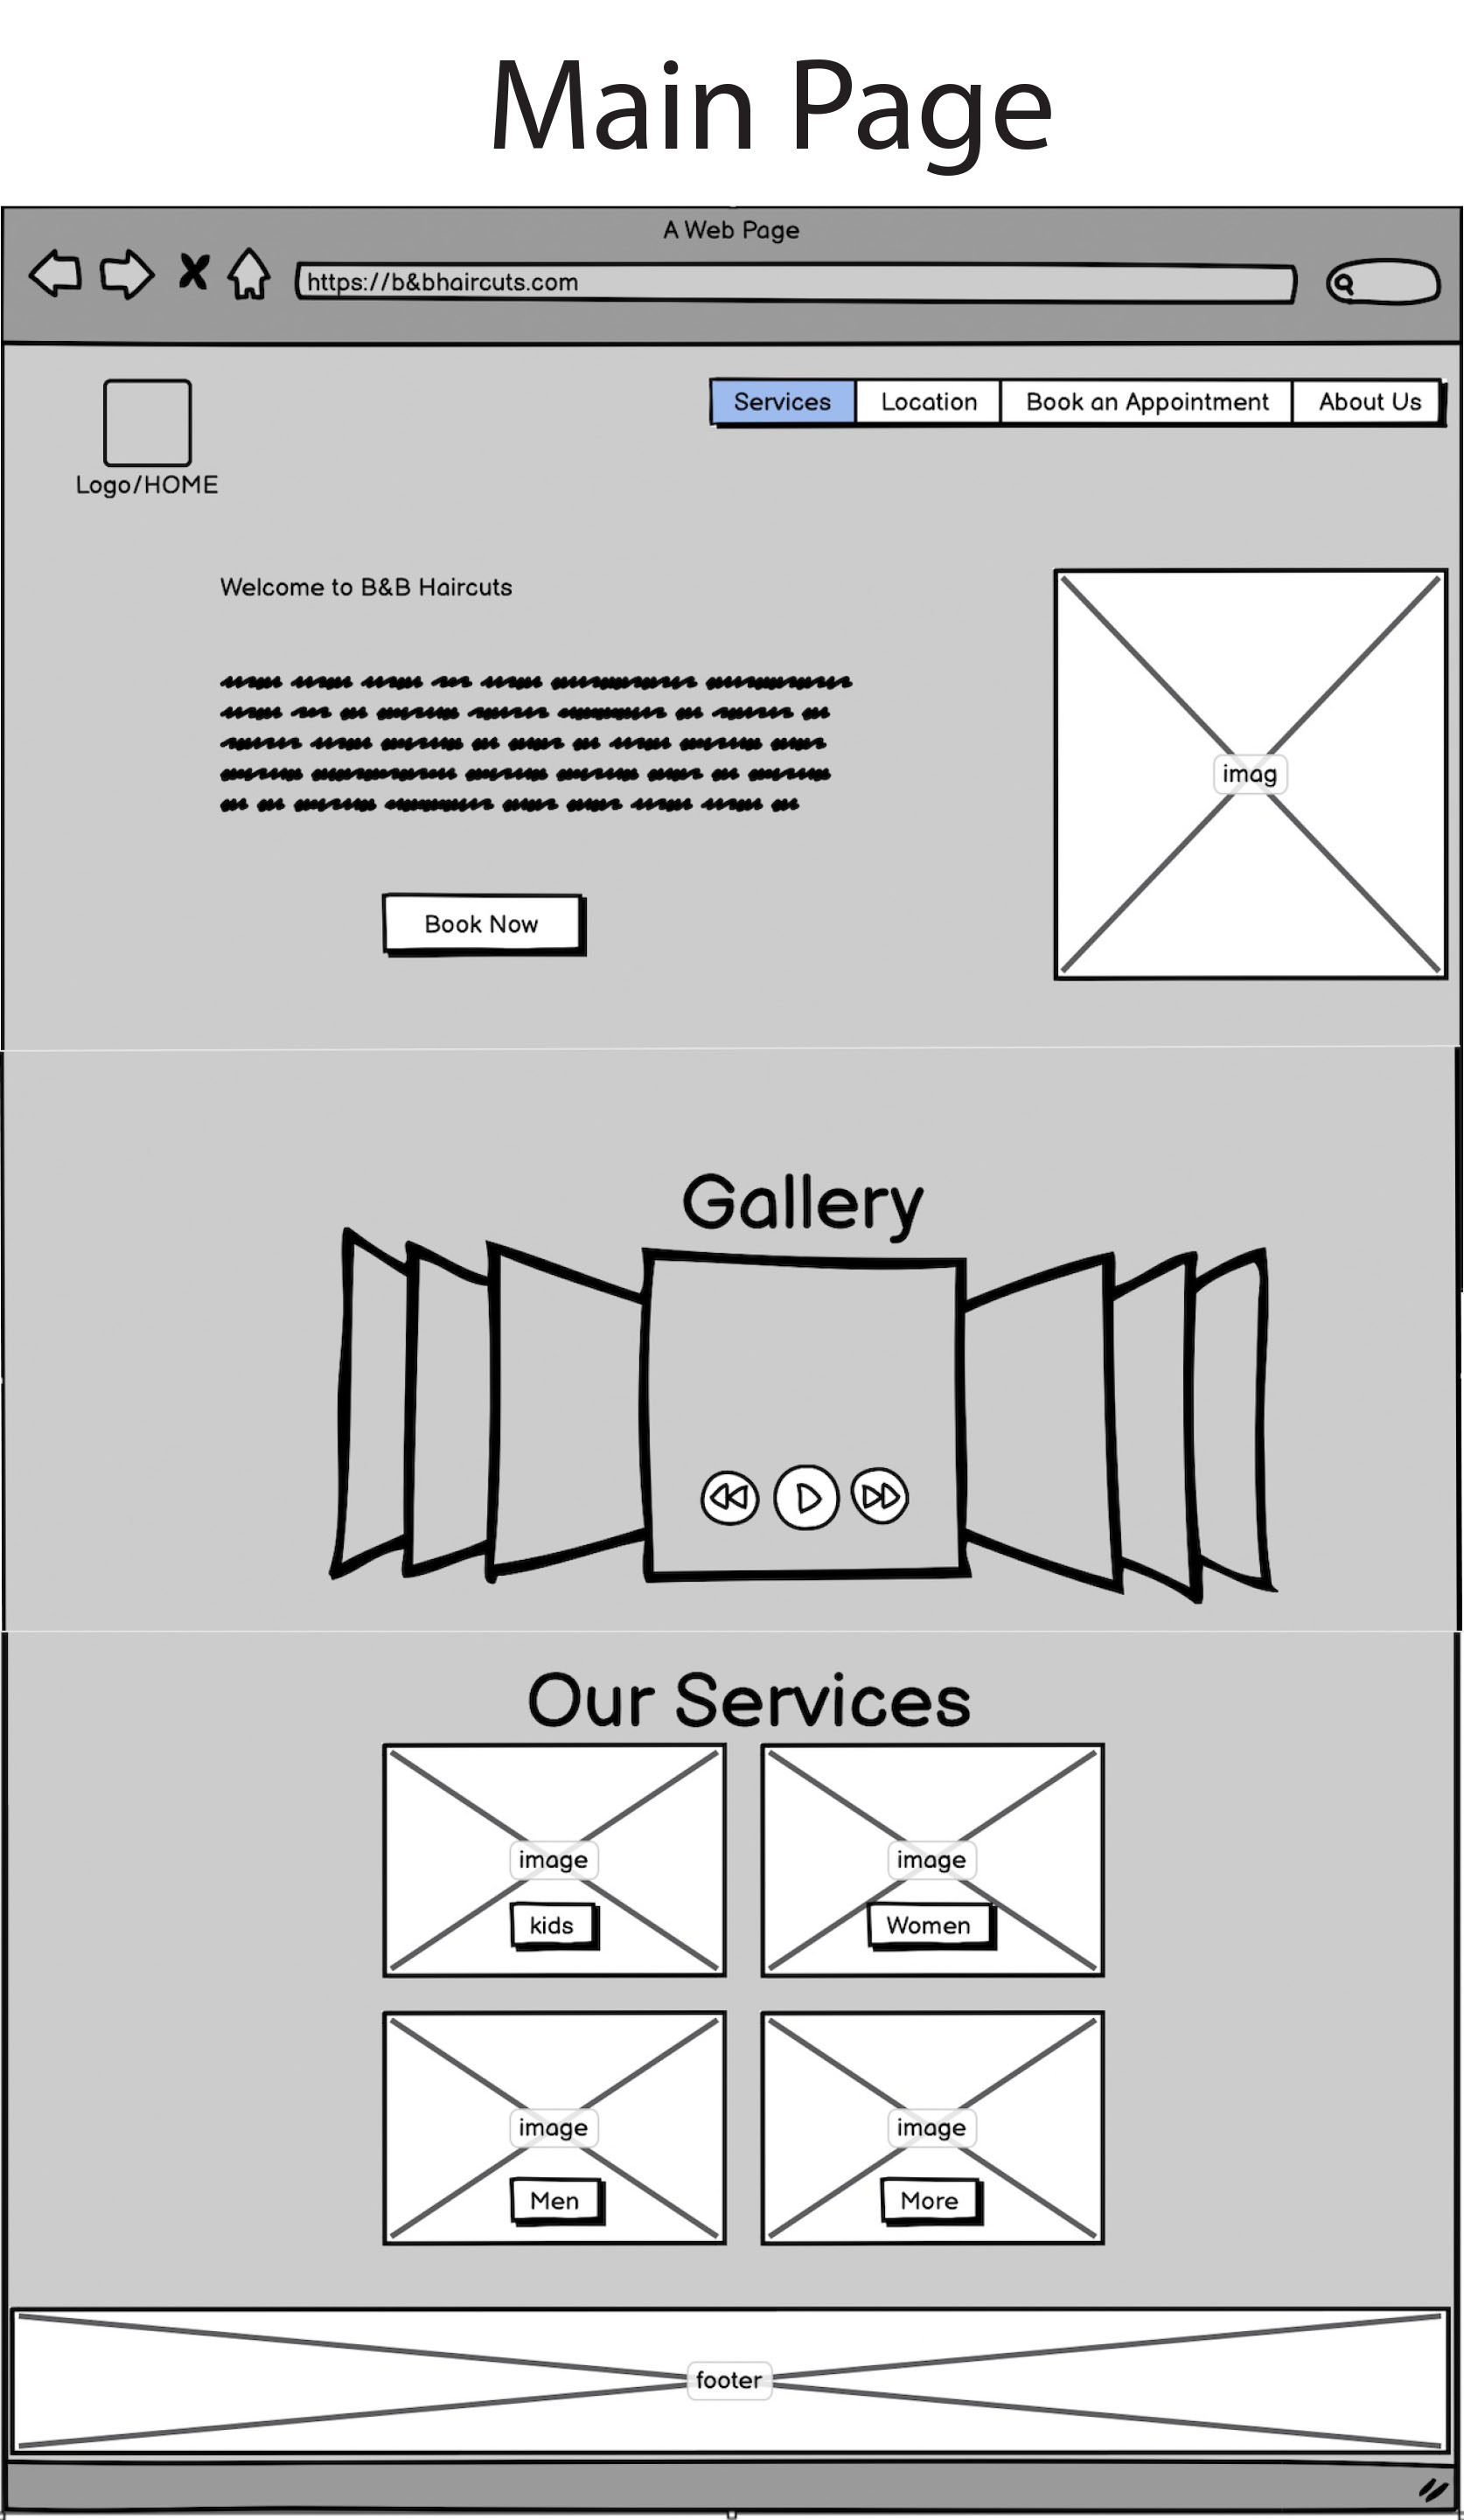 Main Page
A Web Page
https://b&bhaircuts.com
Services Location Book an Appointment About Us
Logo/HOME
Welcome to B&B Haircuts
imag
Book Now
Gallery
Our Services
image image
kids Women
image image
Men More
footer